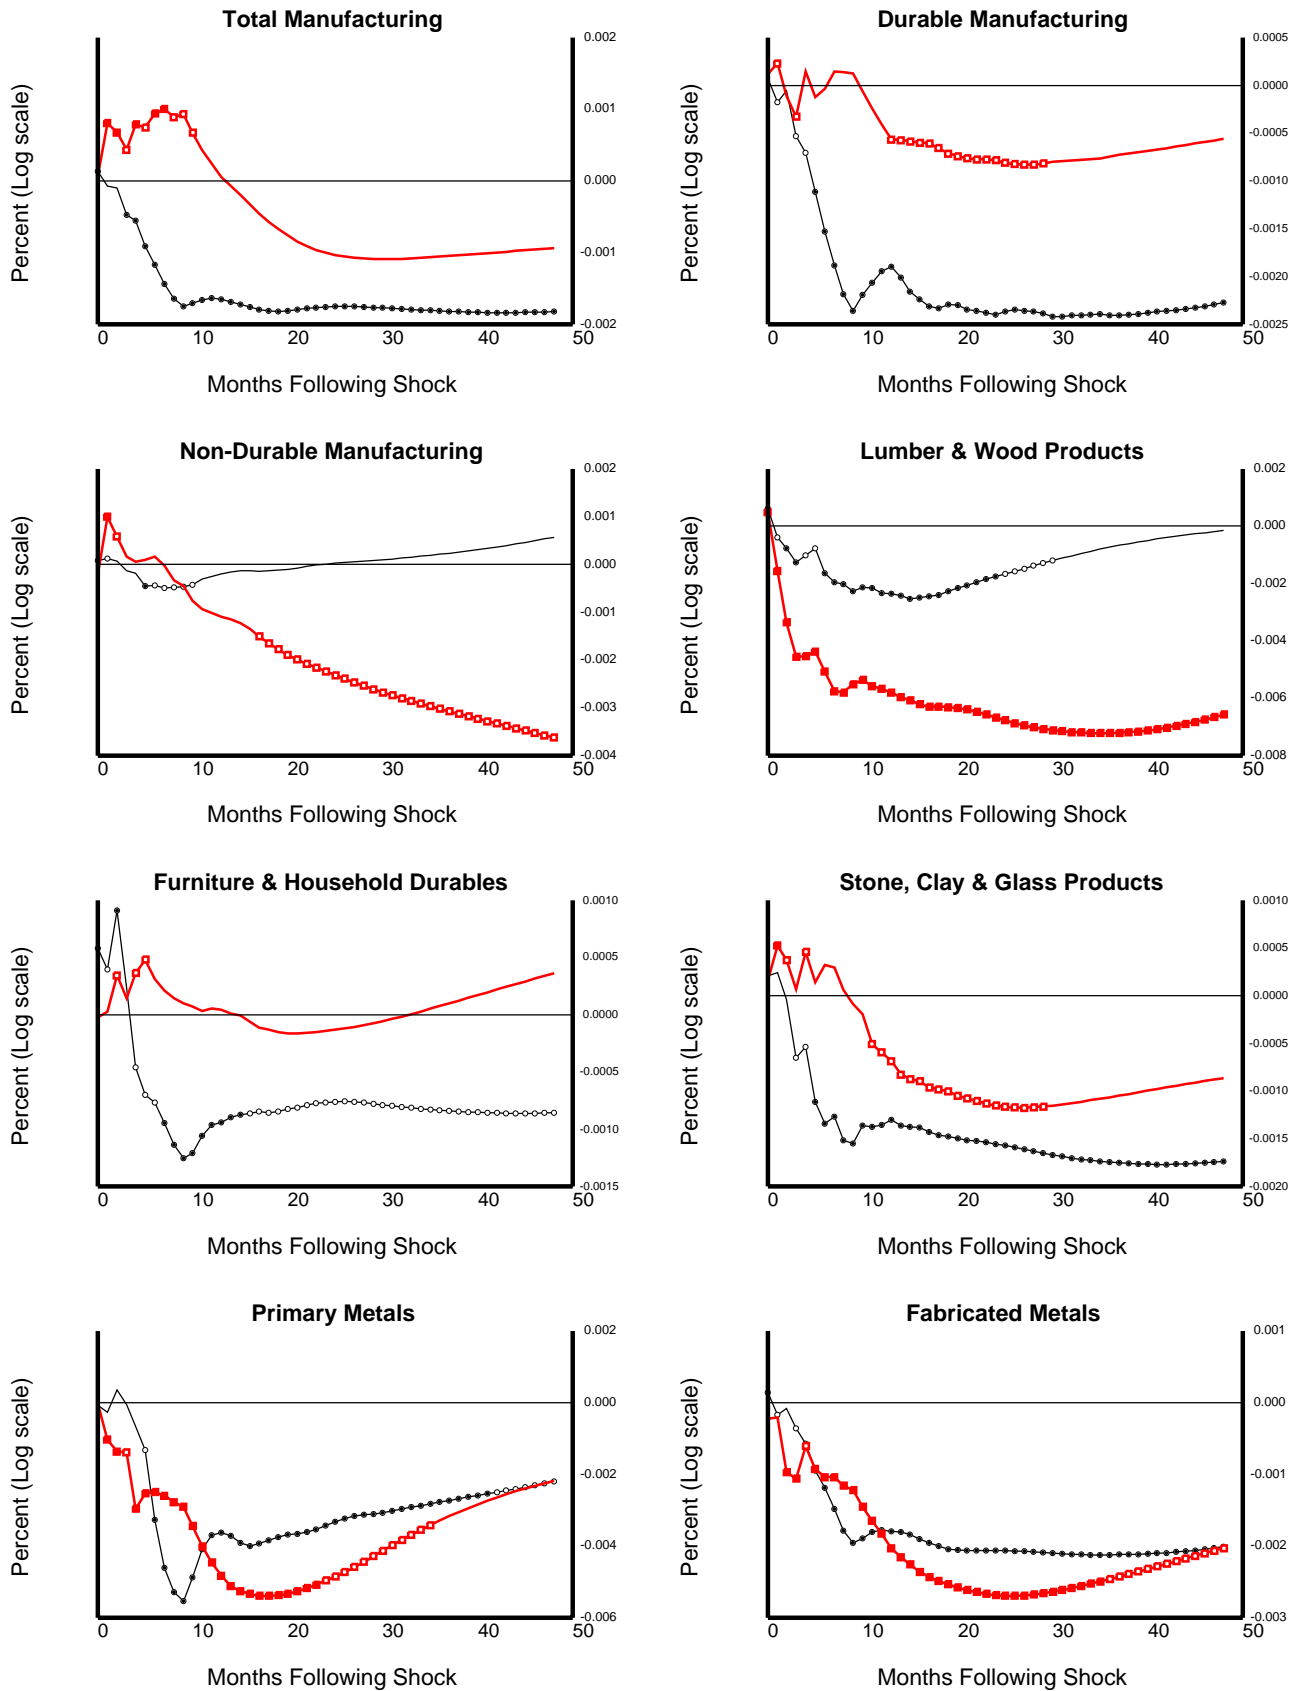 Total Manufacturing
Percent (Log scale)
0.002
0.001
0.000
-0.001
-0.002
0 10 20 30 40 50
Months Following Shock
Durable Manufacturing
Percent (Log scale)
0.0005
0.0000
-0.0005
-0.0010
-0.0015
-0.0020
-0.0025
0 10 20 30 40 50
Months Following Shock
Non-Durable Manufacturing
Percent (Log scale)
0.002
0.001
0.000
-0.001
-0.002
-0.003
-0.004
0 10 20 30 40 50
Months Following Shock
Lumber & Wood Products
Percent (Log scale)
0.002
0.000
-0.002
-0.004
-0.006
-0.008
0 10 20 30 40 50
Months Following Shock
Furniture & Household Durables
Percent (Log scale)
0.0010
0.0005
0.0000
-0.0005
-0.0010
-0.0015
0 10 20 30 40 50
Months Following Shock
Stone, Clay & Glass Products
Percent (Log scale)
0.0010
0.0005
0.0000
-0.0005
-0.0010
-0.0015
-0.0020
0 10 20 30 40 50
Months Following Shock
Primary Metals
Percent (Log scale)
0.002
0.000
-0.002
-0.004
-0.006
0 10 20 30 40 50
Months Following Shock
Fabricated Metals
Percent (Log scale)
0.001
0.000
-0.001
-0.002
-0.003
0 10 20 30 40 50
Months Following Shock